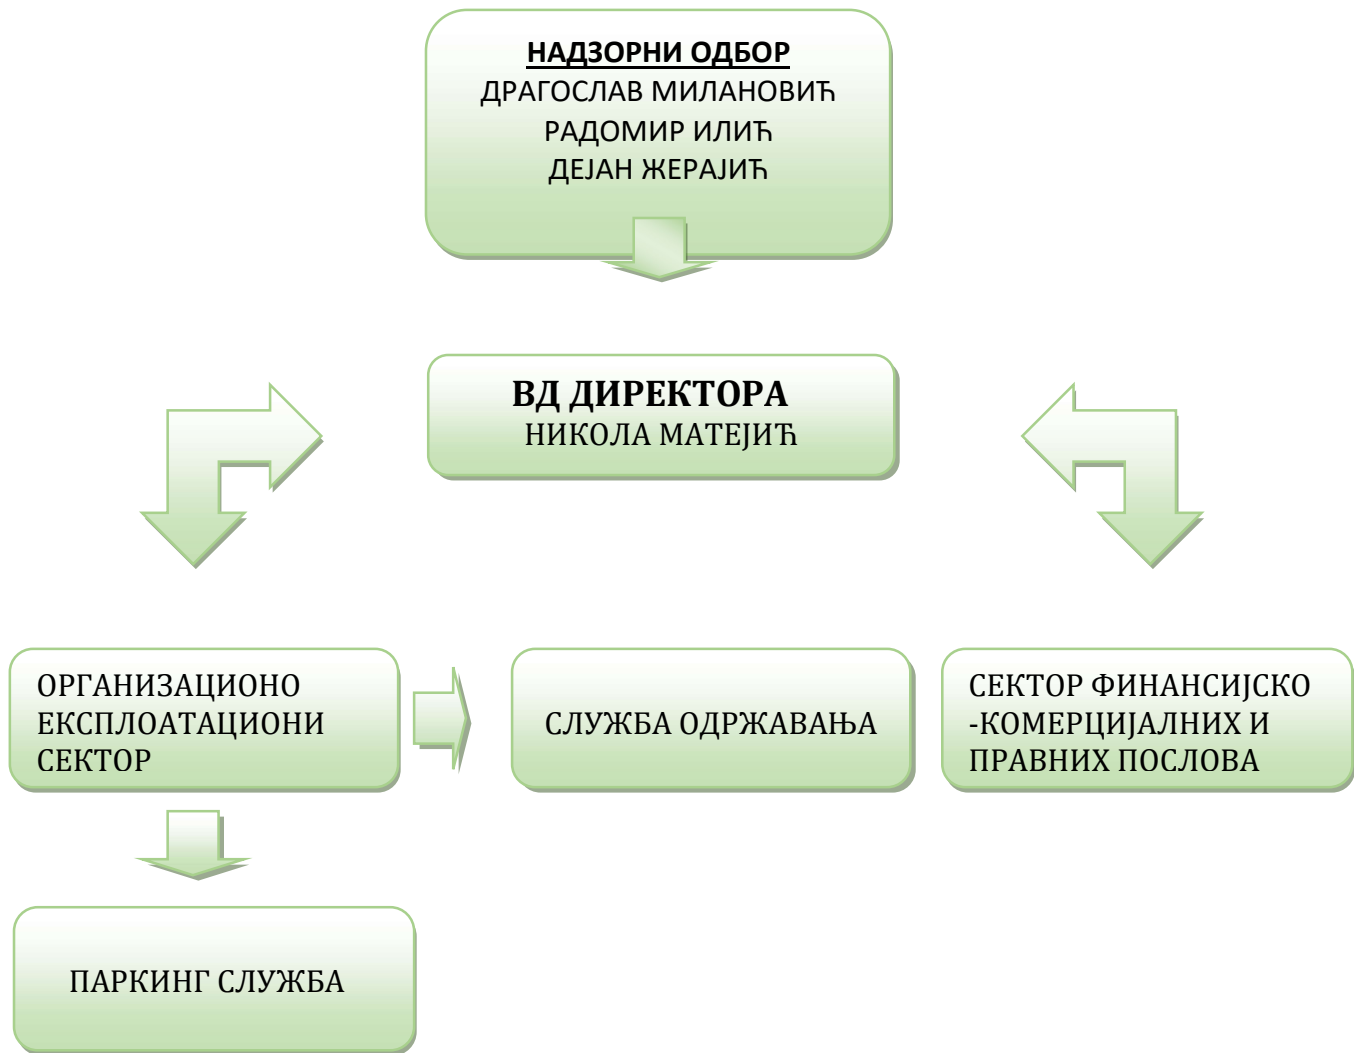 НАДЗОРНИ ОДБОР
ДРАГОСЛАВ МИЛАНОВИЋ
РАДОМИР ИЛИЋ
ДЕЈАН ЖЕРАЈИЋ
ВД ДИРЕКТОРА
НИКОЛА МАТЕЈИЋ
ОРГАНИЗАЦИОНО
ЕКСПЛОАТАЦИОНИ
СЕКТОР
СЛУЖБА ОДРЖАВАЊА
СЕКТОР ФИНАНСИЈСКО
-КОМЕРЦИЈАЛНИХ И
ПРАВНИХ ПОСЛОВА
ПАРКИНГ СЛУЖБА